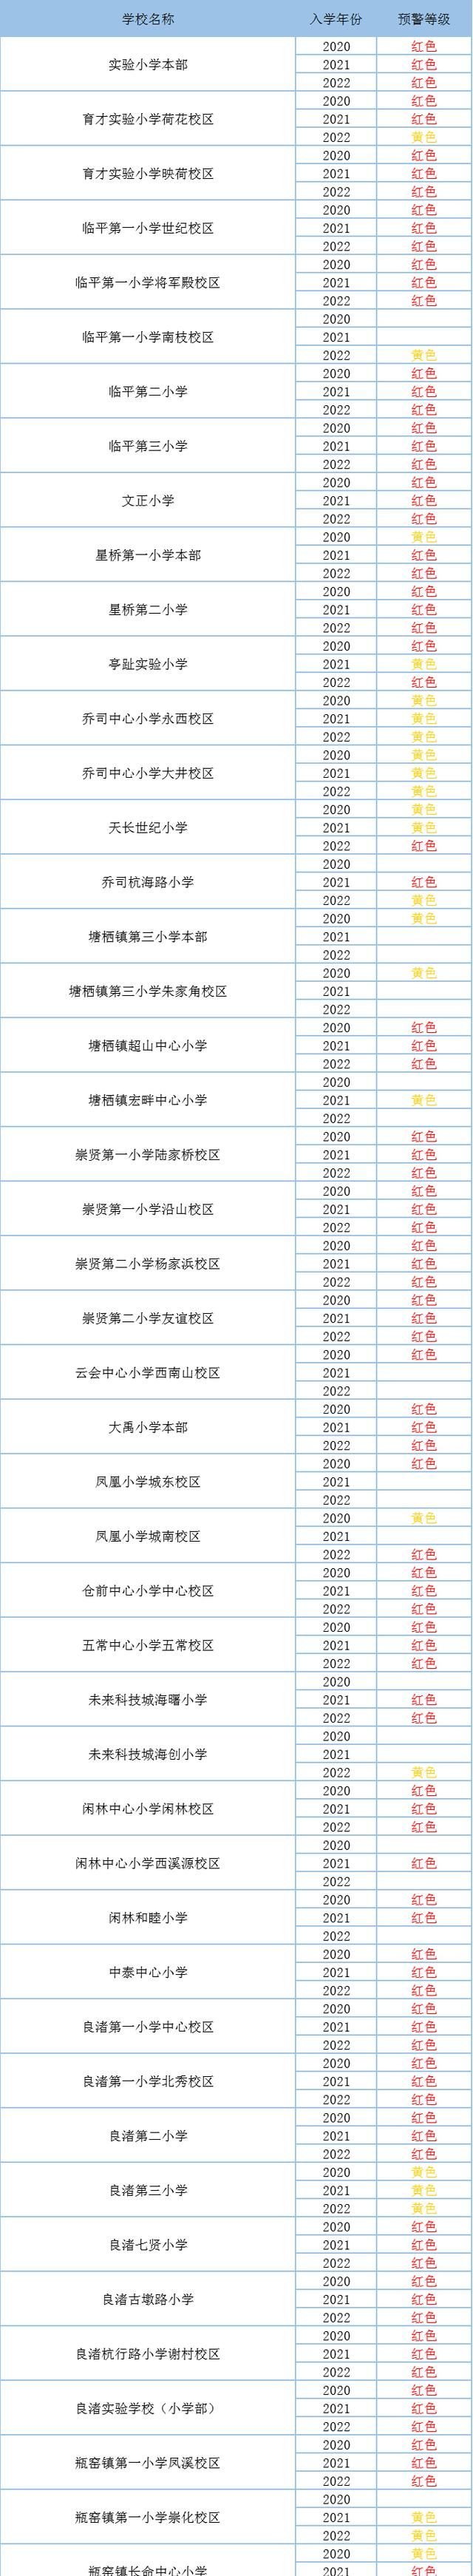 学校名称 入学年份 预警等级
实验小学本部 2020 红色
2021 红色
2022 红色
育才实验小学荷花校区 2020 红色
2021 红色
2022 黄色
育才实验小学映荷校区 2020 红色
2021 红色
2022 红色
临平第一小学世纪校区 2020 红色
2021 红色
2022 红色
临平第一小学将军殿校区 2020 红色
2021 红色
2022 红色
临平第一小学南枝校区 2020
2021
2022 黄色
临平第二小学 2020 红色
2021 红色
2022 红色
临平第三小学 2020 红色
2021 红色
2022 红色
文正小学 2020 红色
2021 红色
2022 红色
星桥第一小学本部 2020 黄色
2021 红色
2022 红色
星桥第二小学 2020 红色
2021 红色
2022 红色
亭趾实验小学 2020 红色
2021 黄色
2022 红色
乔司中心小学永西校区 2020 黄色
2021 黄色
2022 黄色
乔司中心小学大井校区 2020 黄色
2021 黄色
2022 黄色
天长世纪小学 2020 黄色
2021 黄色
2022 红色
乔司杭海路小学 2020
2021 红色
2022 黄色
塘栖镇第三小学本部 2020 黄色
2021
2022
塘栖镇第三小学朱家角校区 2020 黄色
2021
2022
塘栖镇超山中心小学 2020 红色
2021 红色
2022 红色
塘栖镇宏畔中心小学 2020
2021 黄色
2022
崇贤第一小学陆家桥校区 2020 红色
2021 红色
2022 红色
崇贤第一小学沿山校区 2020 红色
2021 红色
2022 红色
崇贤第二小学杨家浜校区 2020 红色
2021 红色
2022 红色
崇贤第二小学友谊校区 2020 红色
2021 红色
2022 红色
云会中心小学西南山校区 2020 红色
2021
2022
大禹小学本部 2020 红色
2021 红色
2022 红色
凤凰小学城东校区 2020 红色
2021
2022
凤凰小学城南校区 2020 黄色
2021
2022 红色
仓前中心小学中心校区 2020 红色
2021 红色
2022 红色
五常中心小学五常校区 2020 红色
2021 红色
2022 红色
未来科技城海曙小学 2020
2021 红色
2022 红色
未来科技城海创小学 2020
2021
2022 黄色
闲林中心小学闲林校区 2020 红色
2021 红色
2022 红色
闲林中心小学西溪源校区 2020
2021 红色
2022
闲林和睦小学 2020 红色
2021 红色
2022
中泰中心小学 2020 红色
2021 红色
2022 红色
良渚第一小学中心校区 2020 红色
2021 红色
2022 红色
良渚第一小学北秀校区 2020 红色
2021 红色
2022 红色
良渚第二小学 2020 红色
2021 红色
2022 红色
良渚第三小学 2020 黄色
2021 黄色
2022 黄色
良渚七贤小学 2020 红色
2021 红色
2022 红色
良渚古墩路小学 2020 红色
2021 红色
2022 红色
良渚杭行路小学谢村校区 2020 红色
2021 红色
2022 红色
良渚实验学校（小学部） 2020 红色
2021 红色
2022 红色
瓶窑镇第一小学凤溪校区 2020 红色
2021 红色
2022 红色
瓶窑镇第一小学崇化校区 2020
2021 黄色
2022 黄色
瓶窑镇长命中心小学 2020 黄色
2021 红色